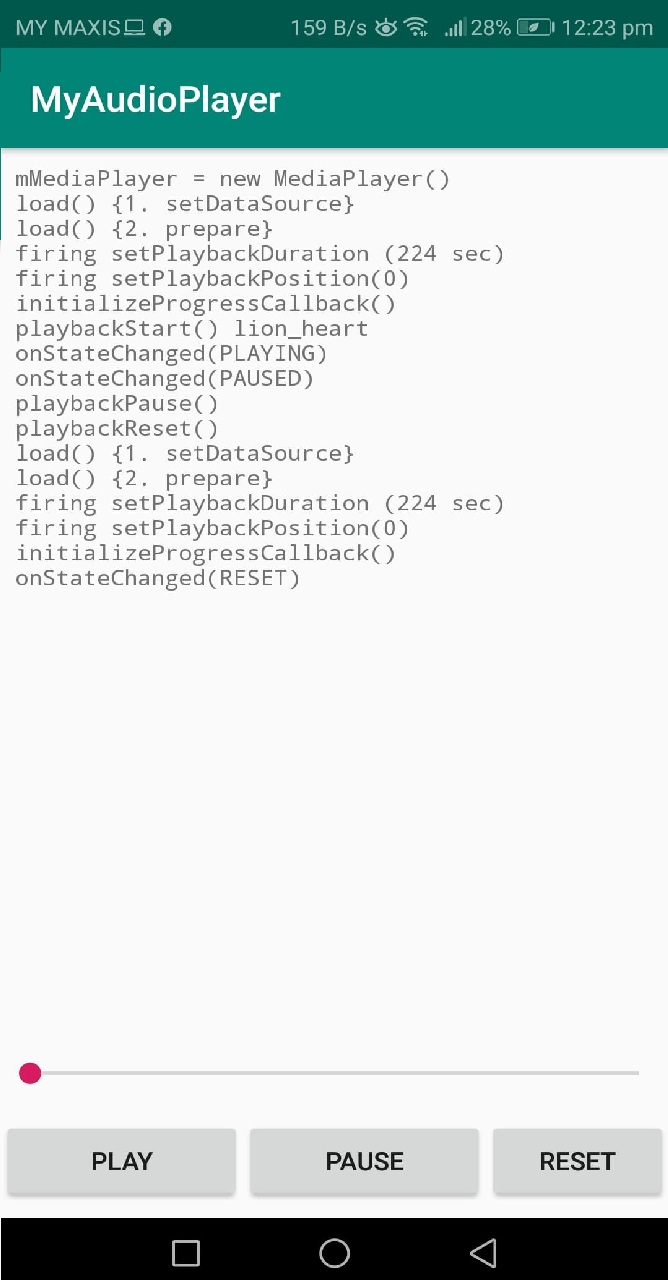 MY MAXIS 159 B/s 28% 12:23 pm
MyAudioPlayer
mMediaPlayer = new MediaPlayer()
load() {1. setDataSource}
load() {2. prepare}
firing setPlaybackDuration (224 sec)
firing setPlaybackPosition(0)
initializeProgressCallback()
playbackStart() lion_heart
onStateChanged(PLAYING)
onStateChanged(PAUSED)
playbackPause()
playbackReset()
load() {1. setDataSource}
load() {2. prepare}
firing setPlaybackDuration (224 sec)
firing setPlaybackPosition(0)
initializeProgressCallback()
onStateChanged(RESET)
PLAY PAUSE RESET